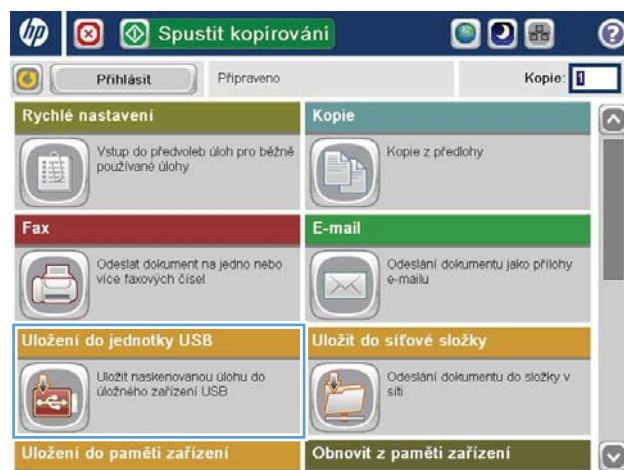 hp Spustit kopírování ?
Přihlásit Připraveno Kopie: 1
Rychlé nastavení
Vstup do předvoleb úloh pro běžně
používané úlohy
Kopie
Kopie z předlohy
Fax
Odeslat dokument na jedno nebo
více faxových čísel
E-mail
Odeslání dokumentu jako přílohy
e-mailu
Uložení do jednotky USB
Uložit naskenovanou úlohu do
úložného zařízení USB
Uložit do síťové složky
Odeslání dokumentu do složky v
síti
Uložení do paměti zařízení
Obnovit z paměti zařízení